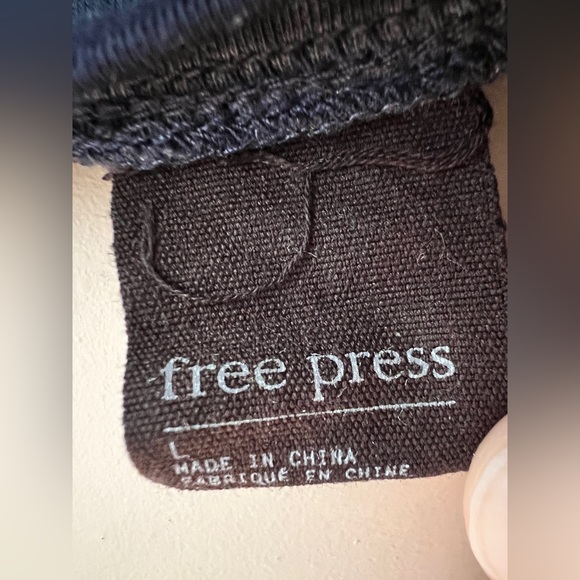 free press
L
MADE IN CHINA
FABRIQUÉ EN CHINE